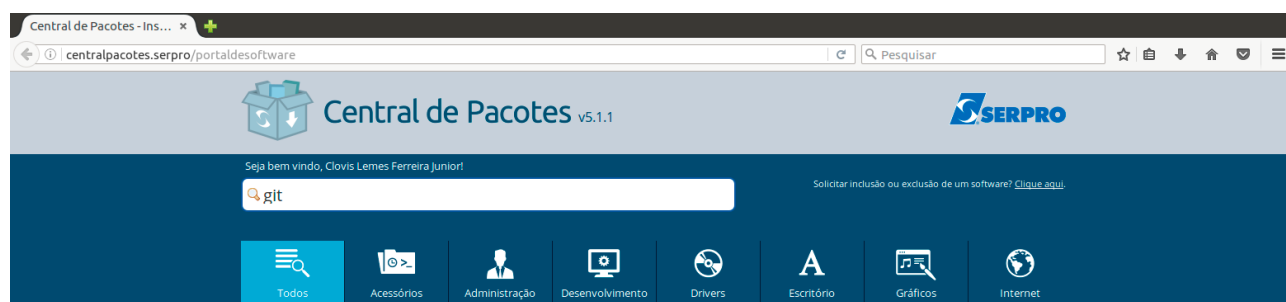 Central de Pacotes - Ins...
centralpacotes.serpro/portaldesoftware
Pesquisar
Central de Pacotes v5.1.1
SERPRO
Seja bem vindo, Clovis Lemes Ferreira Junior!
git
Solicitar inclusão ou exclusão de um software? Clique aqui.
Todos
Acessórios
Administração
Desenvolvimento
Drivers
Escritório
Gráficos
Internet